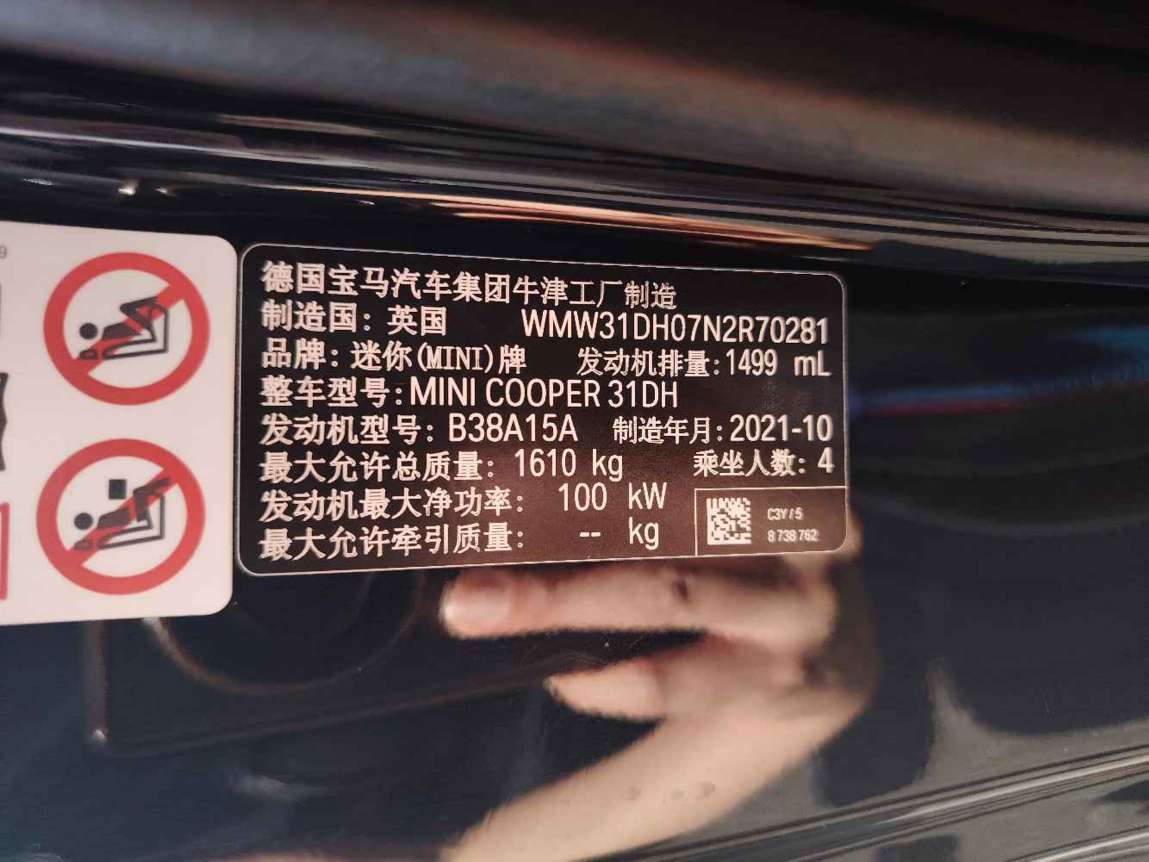 9
德国宝马汽车集团牛津工厂制造
制造国: 英国 WMW31DH07N2R70281
品牌: 迷你(MINI)牌 发动机排量:1499 mL
整车型号:MINI COOPER 31DH
发动机型号: B38A15A 制造年月:2021-10
最大允许总质量: 1610 kg 乘坐人数: 4
发动机最大净功率: 100 kW
最大允许牵引质量: -- kg
C3Y/5
8 738 762